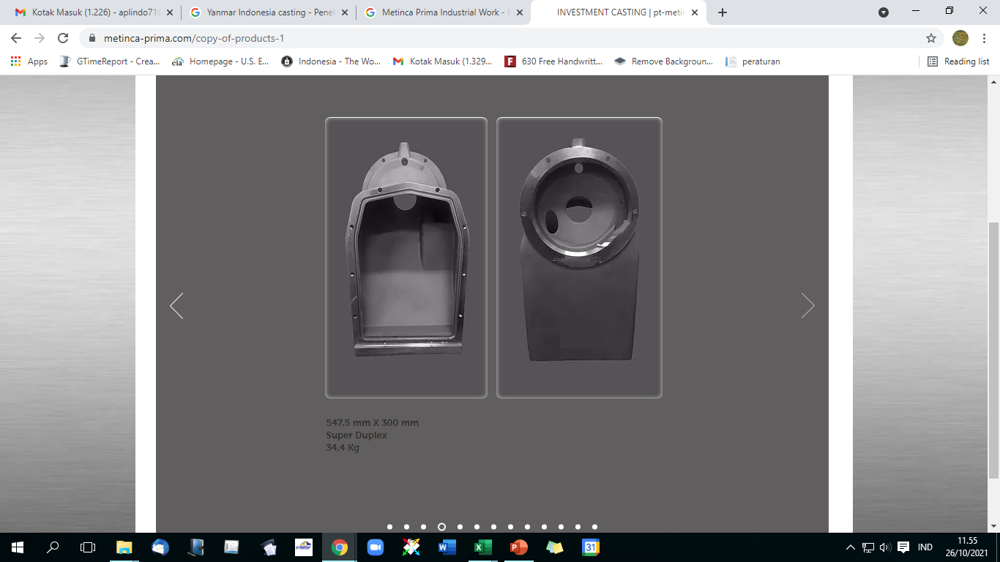 Kotak Masuk (1.226) - aplindo71
Yanmar Indonesia casting - Penel
Metinca Prima Industrial Work -
INVESTMENT CASTING | pt-meti
metinca-prima.com/copy-of-products-1
Apps
GTimeReport - Crea...
eia
Homepage - U.S. E...
Indonesia - The Wo...
Kotak Masuk (1.329...
F
630 Free Handwritt...
Remove Backgroun...
peraturan
Reading list
547,5 mm X 300 mm
Super Duplex
34,4 Kg
31
IND
11.55
26/10/2021